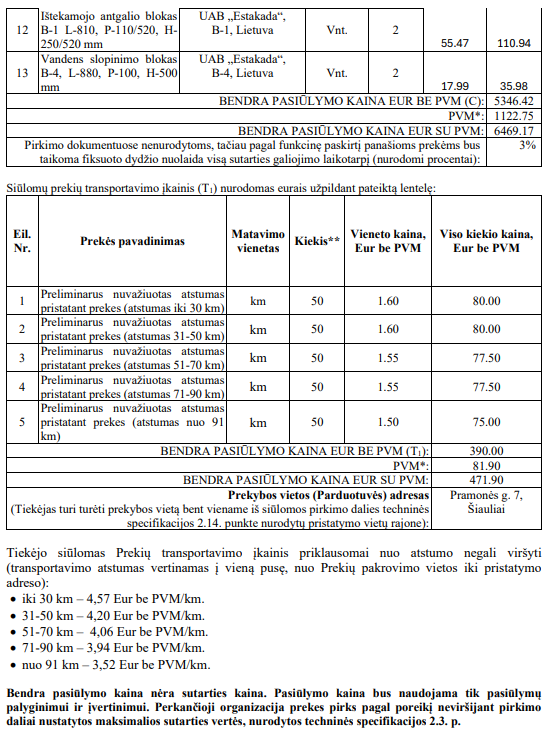 12 Ištekamojo antgalio blokas B-1 L-810, P-110/520, H-250/520 mm UAB „Estakada“, B-1, Lietuva Vnt. 2 55.47 110.94
13 Vandens slopinimo blokas B-4, L-880, P-100, H-500 mm UAB „Estakada“, B-4, Lietuva Vnt. 2 17.99 35.98
BENDRA PASIŪLYMO KAINA EUR BE PVM (C): 5346.42
PVM*: 1122.75
BENDRA PASIŪLYMO KAINA EUR SU PVM: 6469.17
Pirkimo dokumentuose nenurodytoms, tačiau pagal funkcinę paskirtį panašioms prekėms bus 3%
taikoma fiksuoto dydžio nuolaida visą sutarties galiojimo laikotarpį (nurodomi procentai):
Siūlomų prekių transportavimo įkainis (T₁) nurodomas eurais užpildant pateiktą lentelę:
Eil. Nr. Prekės pavadinimas Matavimo vienetas Kiekis** Vieneto kaina, Eur be PVM Viso kiekio kaina, Eur be PVM
1 Preliminarus nuvažiuotas atstumas pristatant prekes (atstumas iki 30 km) km 50 1.60 80.00
2 Preliminarus nuvažiuotas atstumas pristatant prekes (atstumas 31-50 km) km 50 1.60 80.00
3 Preliminarus nuvažiuotas atstumas pristatant prekes (atstumas 51-70 km) km 50 1.55 77.50
4 Preliminarus nuvažiuotas atstumas pristatant prekes (atstumas 71-90 km) km 50 1.55 77.50
5 Preliminarus nuvažiuotas atstumas pristatant prekes (atstumas nuo 91 km) km 50 1.50 75.00
BENDRA PASIŪLYMO KAINA EUR BE PVM (T₁): 390.00
PVM*: 81.90
BENDRA PASIŪLYMO KAINA EUR SU PVM: 471.90
Prekybos vietos (Parduotuvės) adresas Pramonės g. 7,
(Tiekėjas turi turėti prekybos vietą bent viename iš siūlomos pirkimo dalies techninės Šiauliai
specifikacijos 2.14. punkte nurodytų pristatymo vietų rajone):
Tiekėjo siūlomas Prekių transportavimo įkainis priklausomai nuo atstumo negali viršyti
(transportavimo atstumas vertinamas į vieną pusę, nuo Prekių pakrovimo vietos iki pristatymo
adreso):
• iki 30 km – 4,57 Eur be PVM/km.
• 31-50 km – 4,20 Eur be PVM/km.
• 51-70 km – 4,06 Eur be PVM/km.
• 71-90 km – 3,94 Eur be PVM/km.
• nuo 91 km – 3,52 Eur be PVM/km.
Bendra pasiūlymo kaina nėra sutarties kaina. Pasiūlymo kaina bus naudojama tik pasiūlymų
palyginimui ir įvertinimui. Perkančioji organizacija prekes pirks pagal poreikį neviršijant pirkimo
daliai nustatytos maksimalios sutarties vertės, nurodytos techninės specifikacijos 2.3. p.